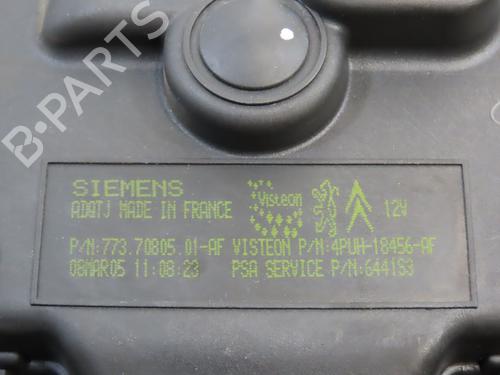 B-PARTS
SIEMENS
ADQTJ MADE IN FRANCE
Visteon
12V
P/N:773.70805.01-AF VISTEON P/N:4PUH-18456-AF
08MAR05 11:08:23 PSA SERVICE P/N:6441S3